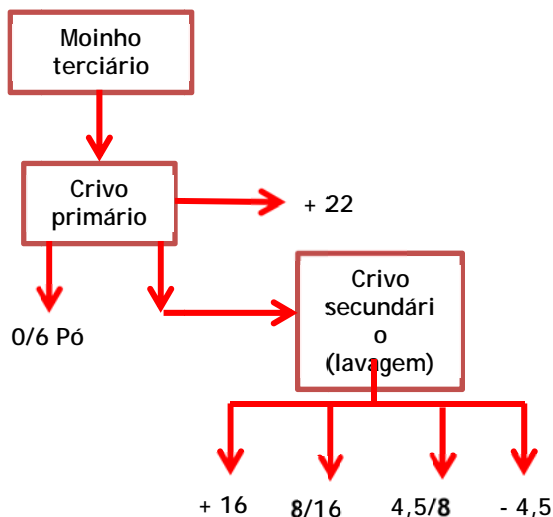 Moinho
terciário
Crivo
primário
+ 22
Crivo
secundári
o
(lavagem)
0/6 Pó
+ 16
8/16
4,5/8
- 4,5